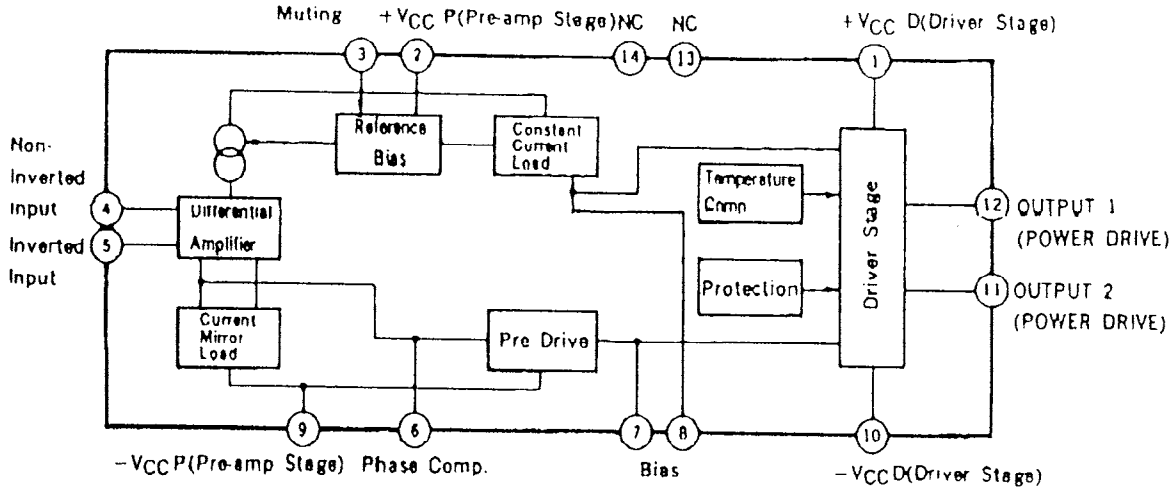 Muting +VCC P(Pre-amp Stage) NC NC +VCC D(Driver Stage)
3 2 14 13 1
Non-
Inverted
Input
4
Inverted
Input
5
Reference
Bias
Constant
Current
Load
Differential
Amplifier
Current
Mirror
Load
Pre Drive
Temperature
Comp
Protection
Driver Stage
12 OUTPUT 1
(POWER DRIVE)
11 OUTPUT 2
(POWER DRIVE)
9 6 7 8 10
-VCC P(Pre-amp Stage) Phase Comp. Bias -VCC D(Driver Stage)